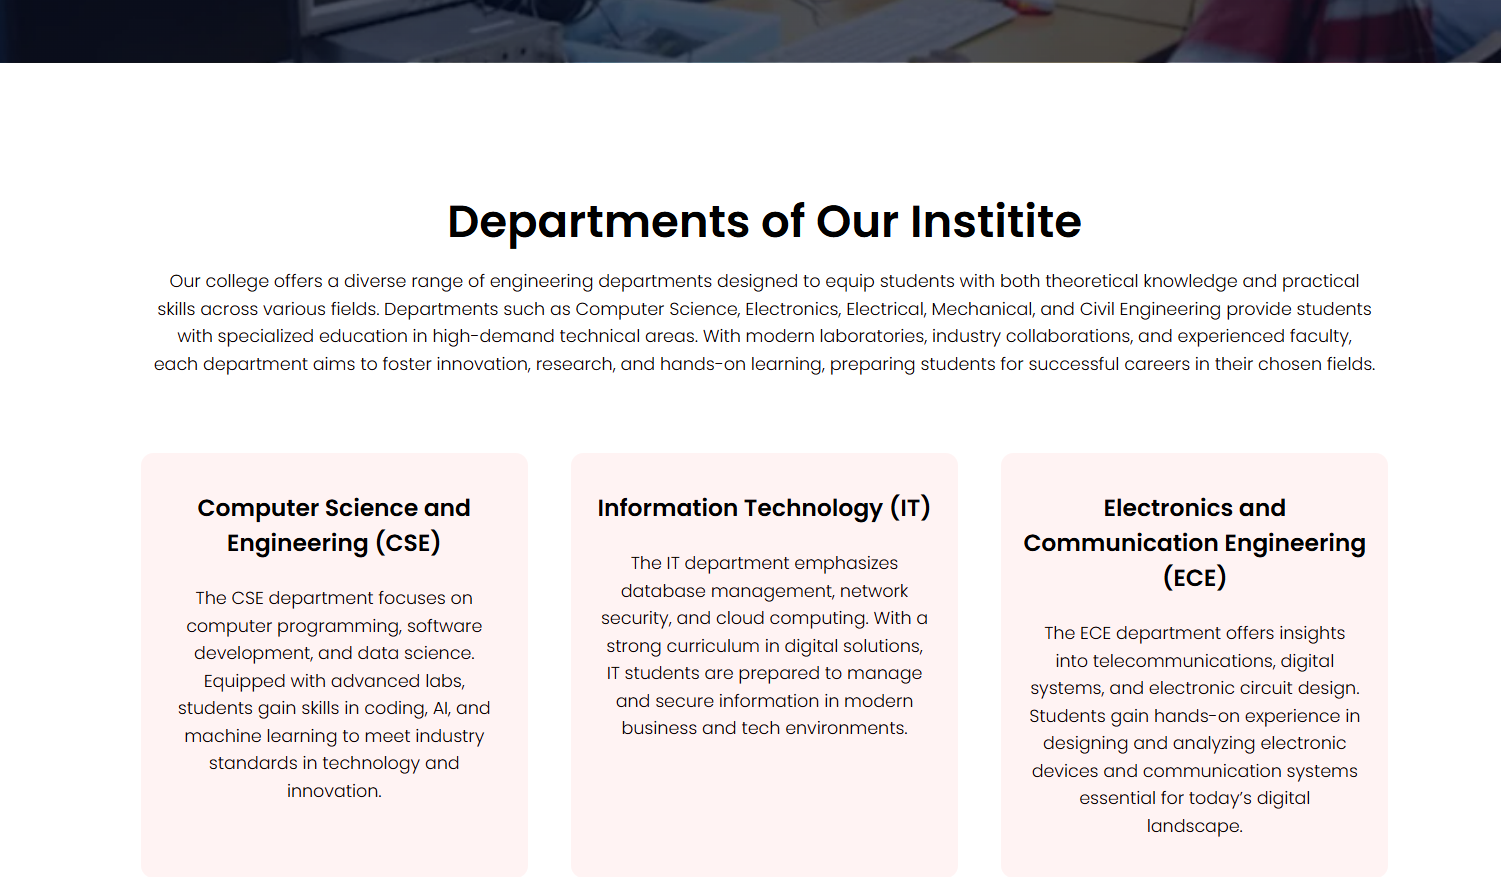 Departments of Our Institite
Our college offers a diverse range of engineering departments designed to equip students with both theoretical knowledge and practical
skills across various fields. Departments such as Computer Science, Electronics, Electrical, Mechanical, and Civil Engineering provide students
with specialized education in high-demand technical areas. With modern laboratories, industry collaborations, and experienced faculty,
each department aims to foster innovation, research, and hands-on learning, preparing students for successful careers in their chosen fields.
Computer Science and
Engineering (CSE)
The CSE department focuses on
computer programming, software
development, and data science.
Equipped with advanced labs,
students gain skills in coding, AI, and
machine learning to meet industry
standards in technology and
innovation.
Information Technology (IT)
The IT department emphasizes
database management, network
security, and cloud computing. With a
strong curriculum in digital solutions,
IT students are prepared to manage
and secure information in modern
business and tech environments.
Electronics and
Communication Engineering
(ECE)
The ECE department offers insights
into telecommunications, digital
systems, and electronic circuit design.
Students gain hands-on experience in
designing and analyzing electronic
devices and communication systems
essential for today’s digital
landscape.